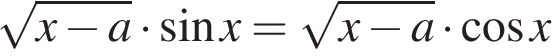 √(x − a) · sin x = √(x − a) · cos x